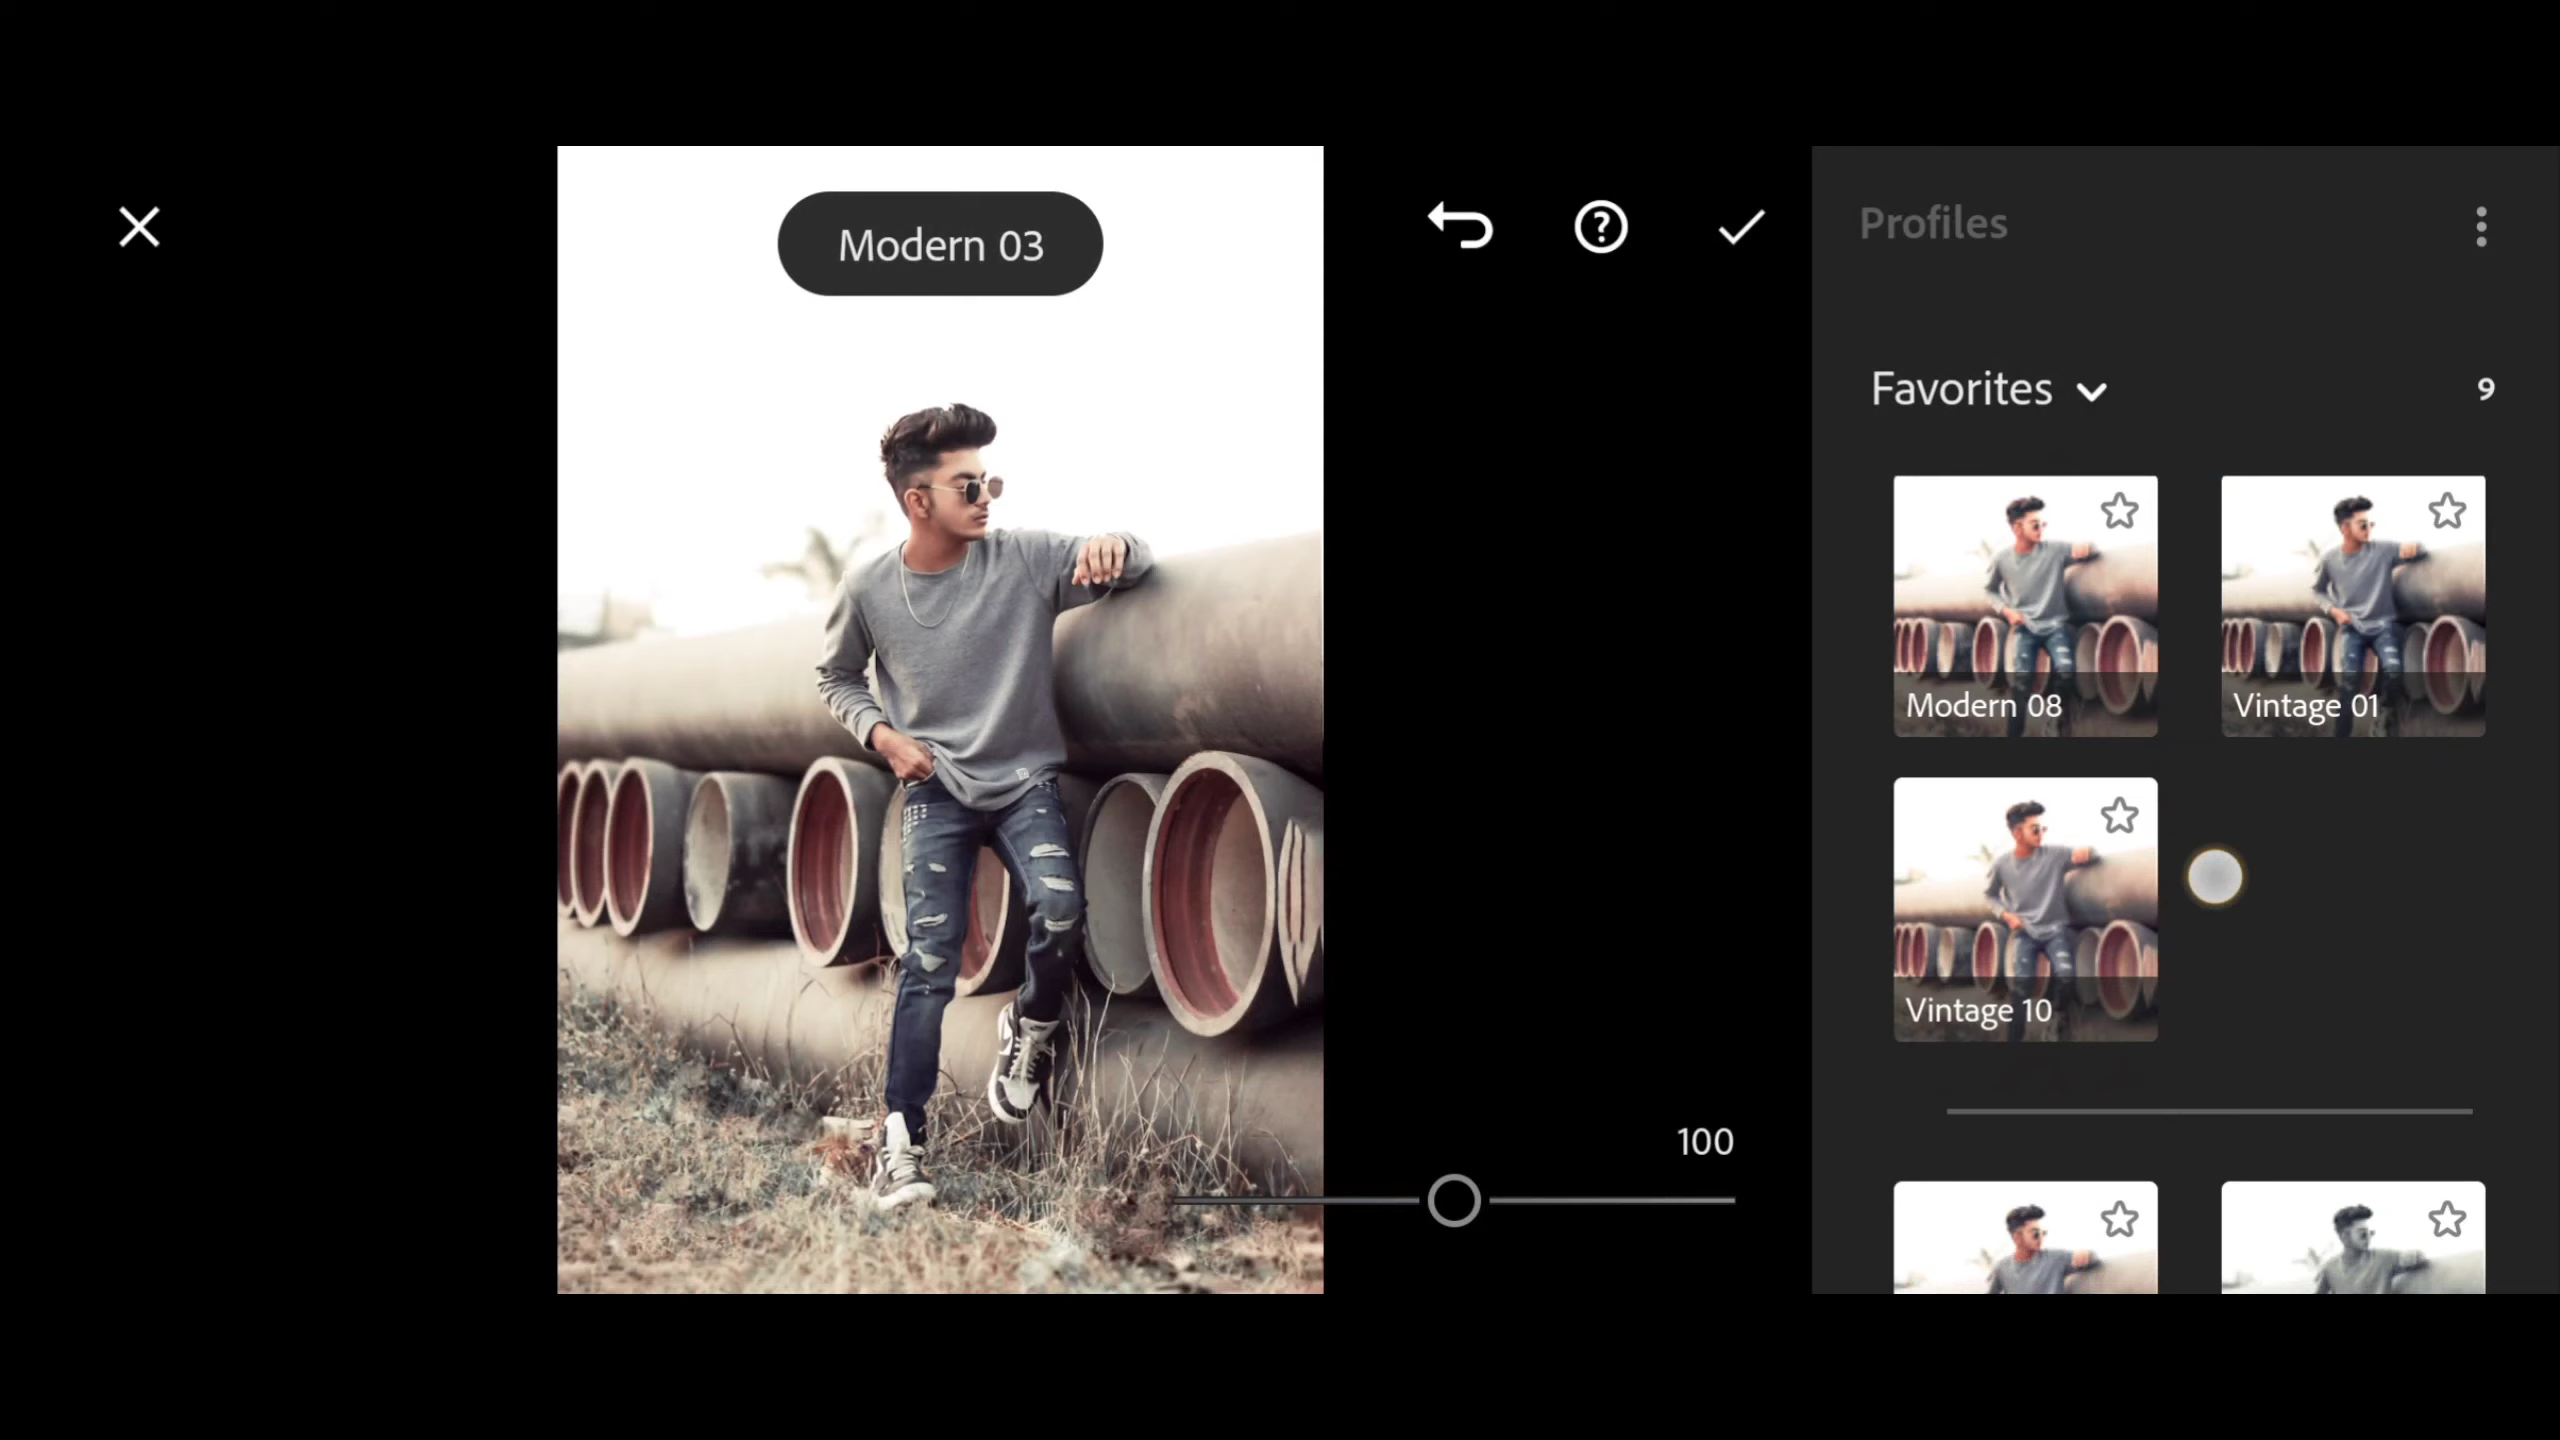 Modern 03
Profiles
Favorites
9
Modern 08
Vintage 01
Vintage 10
100